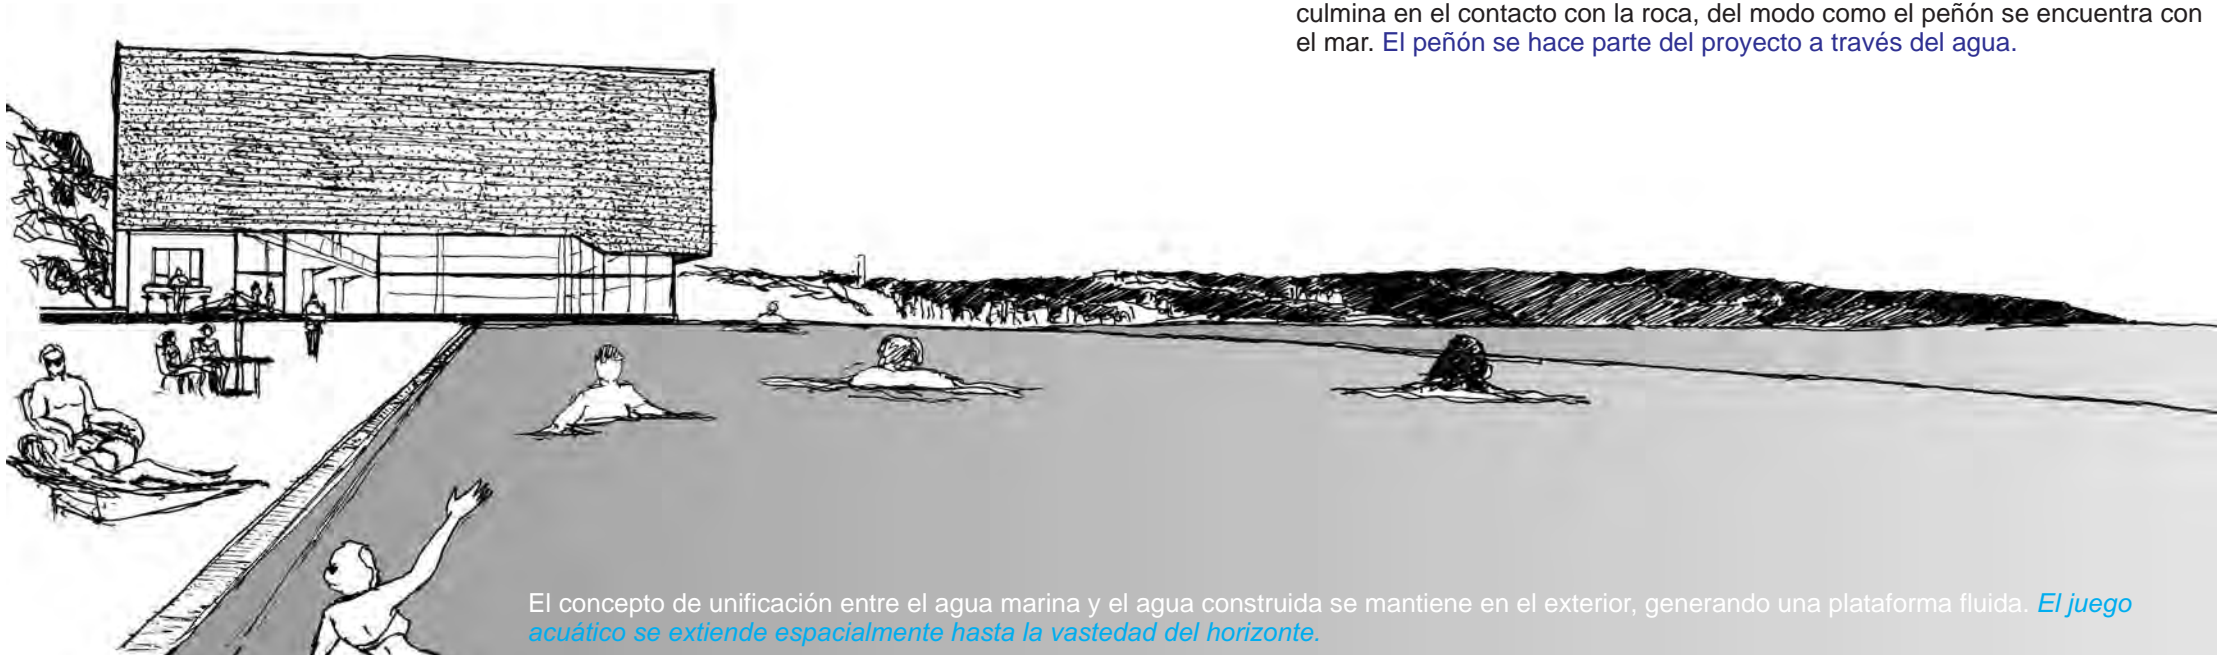 culmina en el contacto con la roca, del modo como el peñón se encuentra con
el mar. El peñón se hace parte del proyecto a través del agua.
El concepto de unificación entre el agua marina y el agua construida se mantiene en el exterior, generando una plataforma fluida. El juego
acuático se extiende espacialmente hasta la vastedad del horizonte.